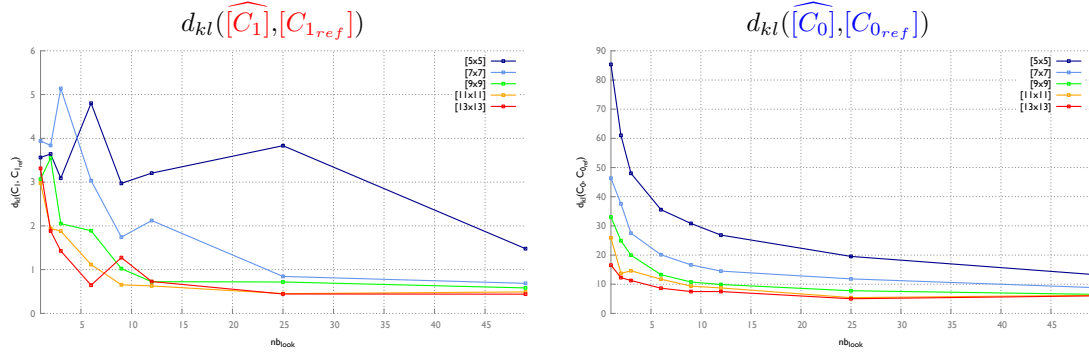 d_{kl}(\widehat{[C_1]},[C_{1_{ref}}])
6
5
4
3
2
1
0
5 10 15 20 25 30 35 40 45
d_{kl}(C_1, C_{1_{ref}})
nb_{look}
[5x5]
[7x7]
[9x9]
[11x11]
[13x13]
d_{kl}(\widehat{[C_0]},[C_{0_{ref}}])
90
80
70
60
50
40
30
20
10
0
5 10 15 20 25 30 35 40 45
d_{kl}(C_0, C_{0_{ref}})
nb_{look}
[5x5]
[7x7]
[9x9]
[11x11]
[13x13]